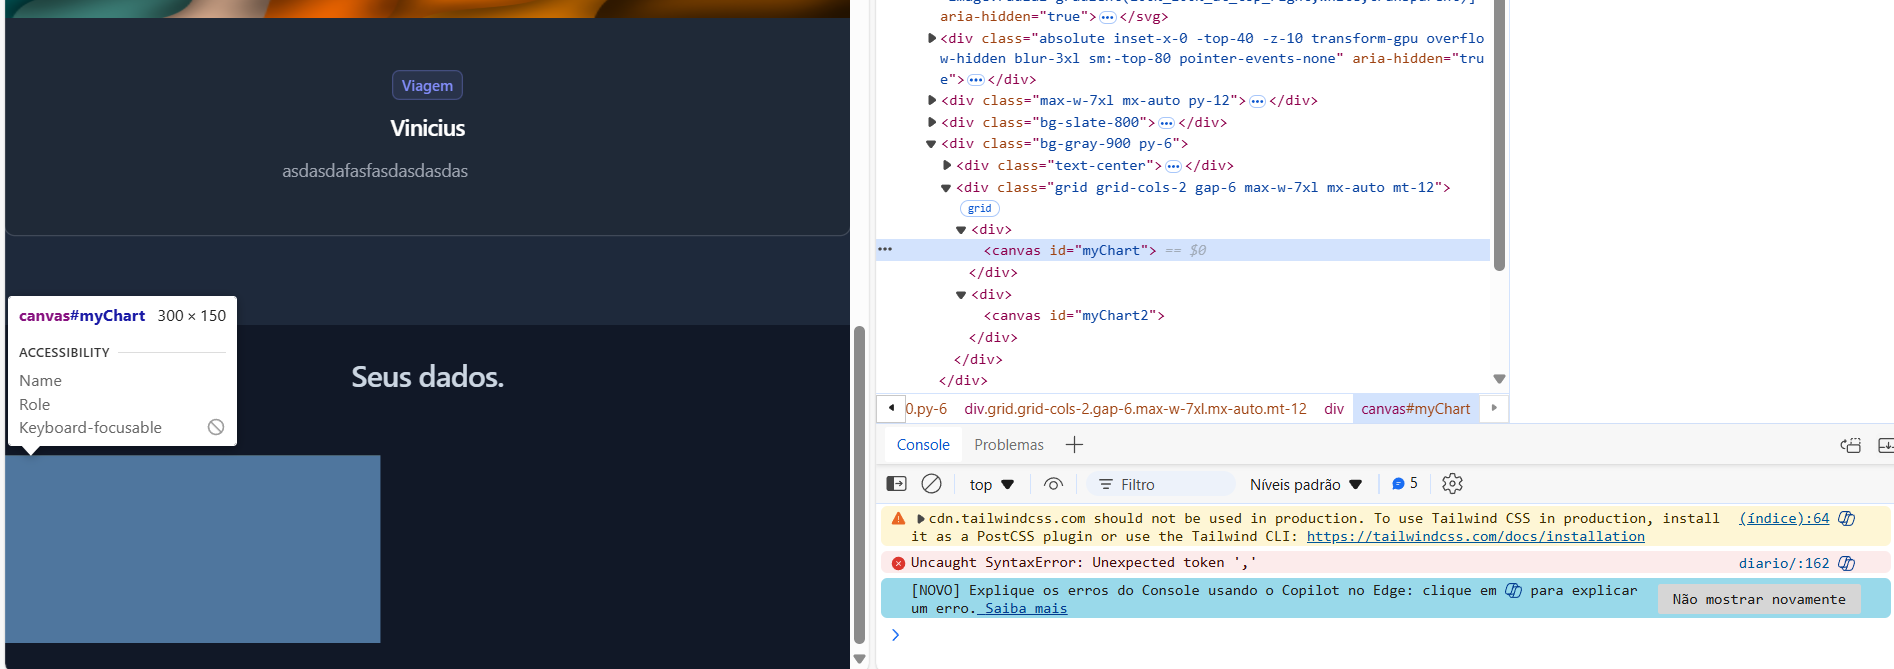 Viagem
Vinicius
asdasdafasfasdasdasdas
canvas#myChart 300 × 150
ACCESSIBILITY
Name
Role
Keyboard-focusable
Seus dados.
aria-hidden="true"> ••• </svg>
<div class="absolute inset-x-0 -top-40 -z-10 transform-gpu overflo
w-hidden blur-3xl sm:-top-80 pointer-events-none" aria-hidden="tru
e"> ••• </div>
<div class="max-w-7xl mx-auto py-12"> ••• </div>
<div class="bg-slate-800"> ••• </div>
<div class="bg-gray-900 py-6">
<div class="text-center"> ••• </div>
<div class="grid grid-cols-2 gap-6 max-w-7xl mx-auto mt-12">
grid
<div>
••• <canvas id="myChart"> == $0
</div>
<div>
<canvas id="myChart2">
</div>
</div>
</div>
0.py-6 div.grid.grid-cols-2.gap-6.max-w-7xl.mx-auto.mt-12 div canvas#myChart
Console Problemas
top Filtro Níveis padrão 5
cdn.tailwindcss.com should not be used in production. To use Tailwind CSS in production, install (índice):64
it as a PostCSS plugin or use the Tailwind CLI: https://tailwindcss.com/docs/installation
Uncaught SyntaxError: Unexpected token ',' diario/:162
[NOVO] Explique os erros do Console usando o Copilot no Edge: clique em para explicar
um erro. Saiba mais
Não mostrar novamente